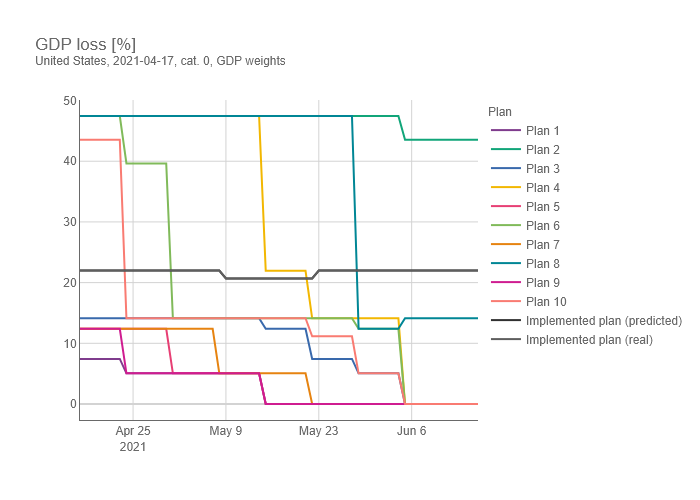 GDP loss [%]
United States, 2021-04-17, cat. 0, GDP weights
50
40
30
20
10
0
Apr 25
2021
May 9
May 23
Jun 6
Plan
Plan 1
Plan 2
Plan 3
Plan 4
Plan 5
Plan 6
Plan 7
Plan 8
Plan 9
Plan 10
Implemented plan (predicted)
Implemented plan (real)